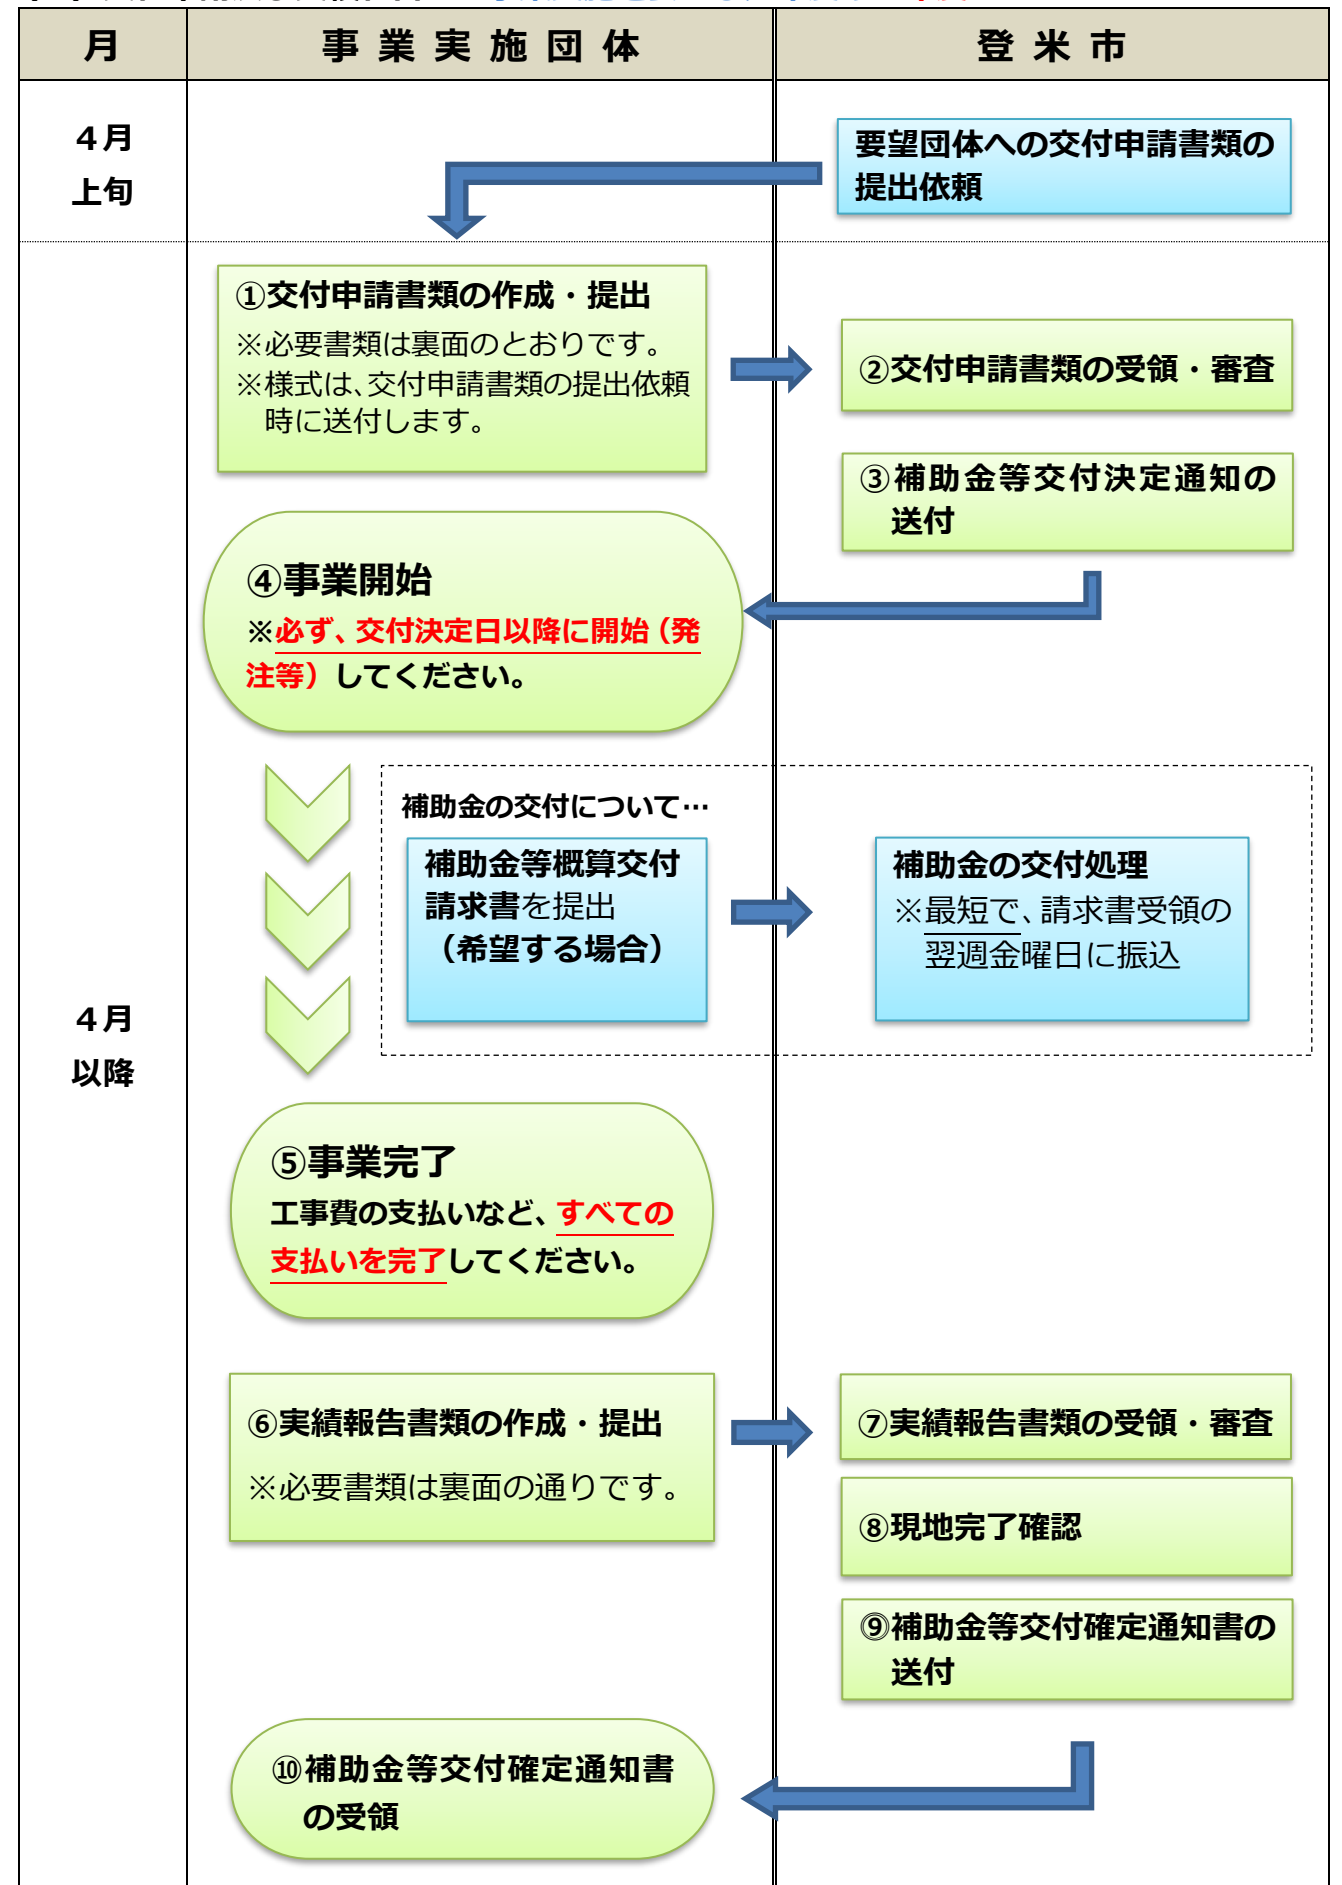 月
事業実施団体
登米市
４月
上旬
要望団体への交付申請書類の
提出依頼
①交付申請書類の作成・提出
※必要書類は裏面のとおりです。
※様式は、交付申請書類の提出依頼
時に送付します。
②交付申請書類の受領・審査
③補助金等交付決定通知の
送付
④事業開始
※必ず、交付決定日以降に開始（発
注等）してください。
補助金の交付について…
補助金等概算交付
請求書を提出
（希望する場合）
補助金の交付処理
※最短で、請求書受領の
翌週金曜日に振込
４月
以降
⑤事業完了
工事費の支払いなど、すべての
支払いを完了してください。
⑥実績報告書類の作成・提出
※必要書類は裏面の通りです。
⑦実績報告書類の受領・審査
⑧現地完了確認
⑨補助金等交付確定通知書の
送付
⑩補助金等交付確定通知書
の受領